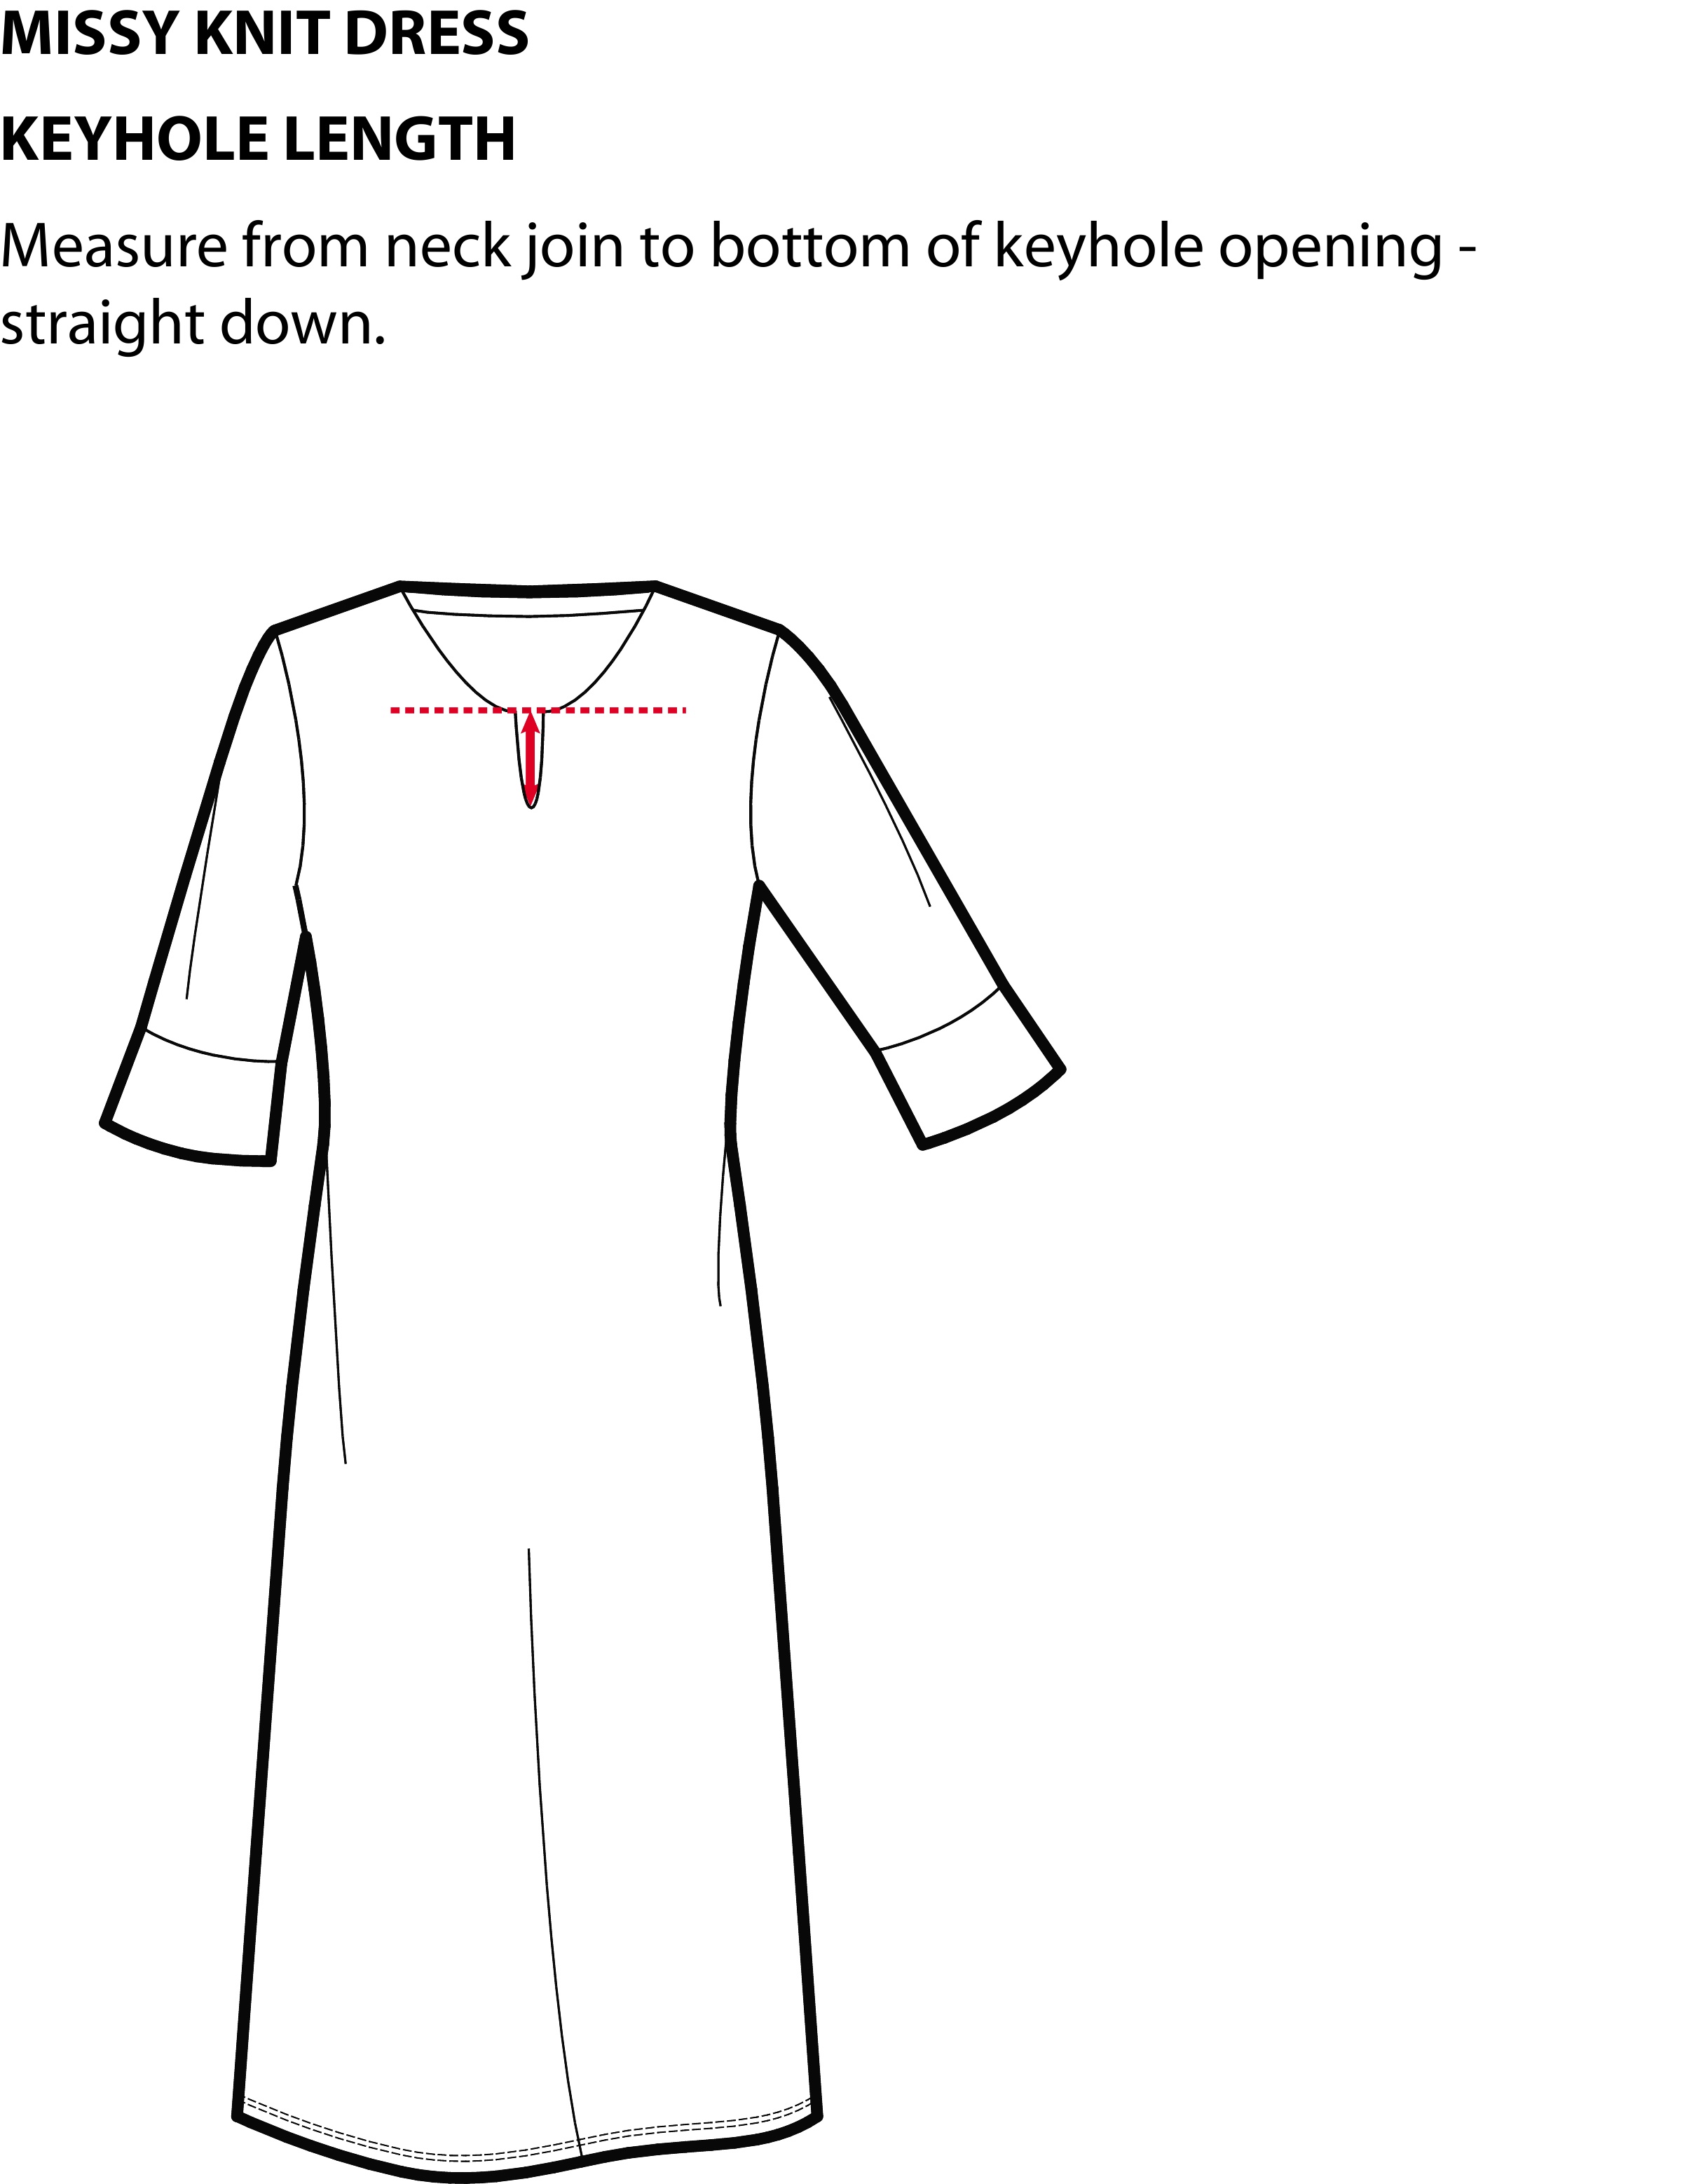 MISSY KNIT DRESS
KEYHOLE LENGTH
Measure from neck join to bottom of keyhole opening -
straight down.